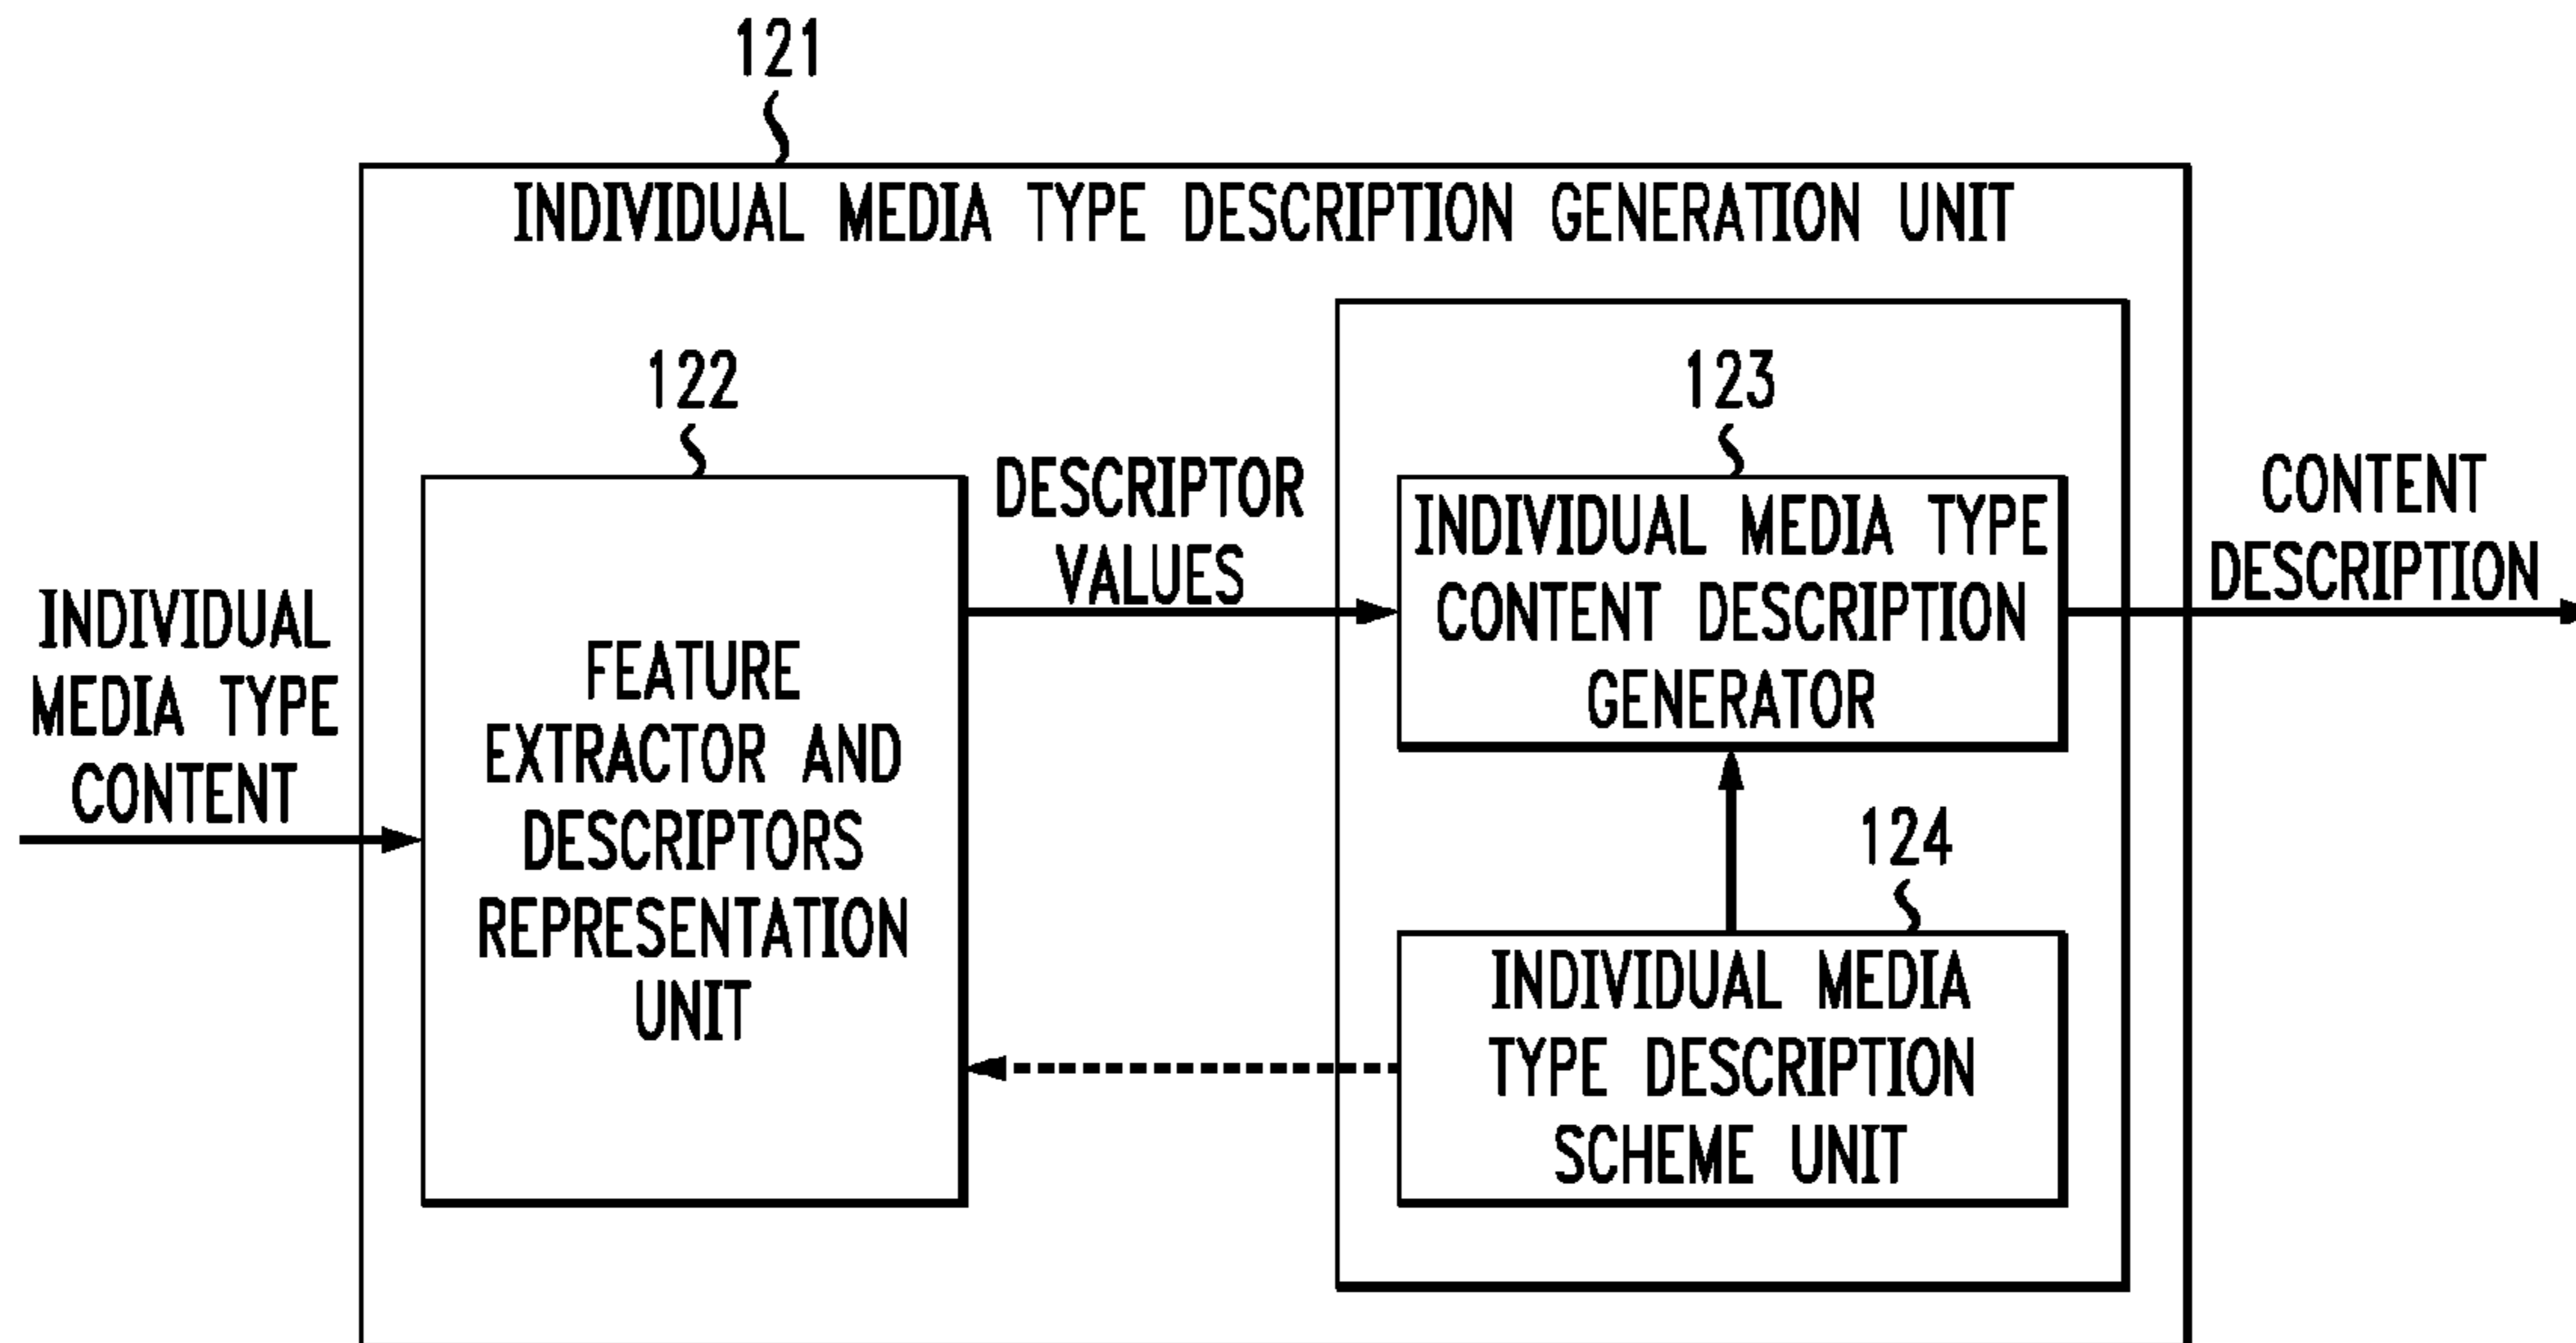 121
INDIVIDUAL MEDIA TYPE DESCRIPTION GENERATION UNIT
INDIVIDUAL
MEDIA TYPE
CONTENT
122
FEATURE
EXTRACTOR AND
DESCRIPTORS
REPRESENTATION
UNIT
DESCRIPTOR
VALUES
123
INDIVIDUAL MEDIA TYPE
CONTENT DESCRIPTION
GENERATOR
124
INDIVIDUAL MEDIA
TYPE DESCRIPTION
SCHEME UNIT
CONTENT
DESCRIPTION